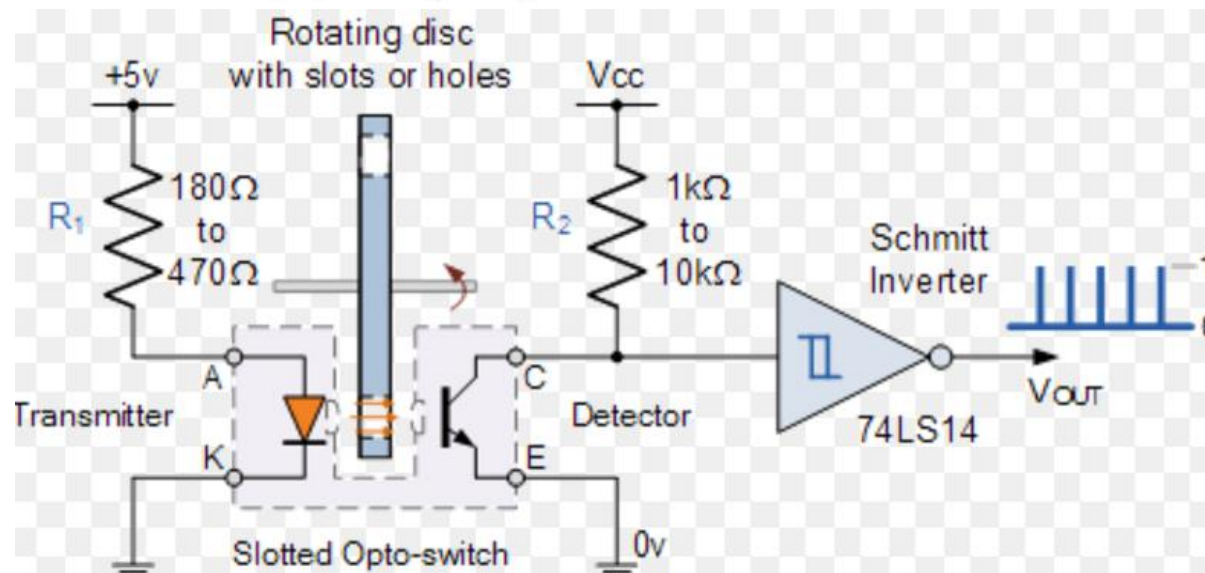 Rotating disc
with slots or holes
+5v
Vcc
R1
180Ω
to
470Ω
R2
1kΩ
to
10kΩ
Schmitt
Inverter
A
K
C
E
Transmitter
Detector
VOUT
74LS14
Slotted Opto-switch
0v